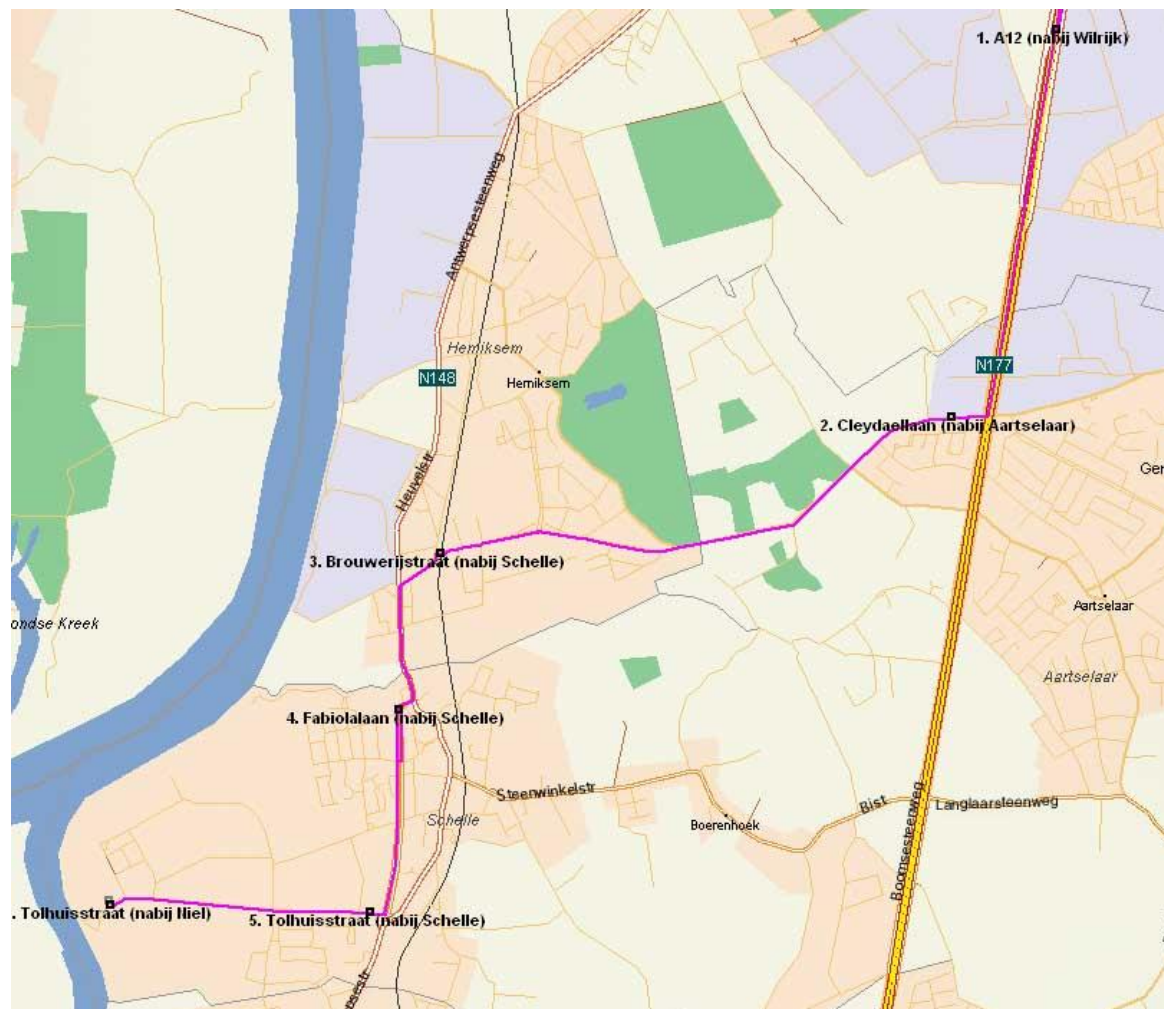 1. A12 (nabij Wilrijk)
Antwerpsesteenweg
Hemiksem
N148
Hemiksem
N177
2. Cleydaellaan (nabij Aartselaar)
Heuvelstr
3. Brouwerijstraat (nabij Schelle)
Aartselaar
ondse Kreek
Aartselaar
4. Fabiolalaan (nabij Schelle)
Steenwinkelstr
Bist
Langlaarsteenweg
Schelle
Boerenhoek
Boomsesteenweg
. Tolhuisstraat (nabij Niel)
5. Tolhuisstraat (nabij Schelle)